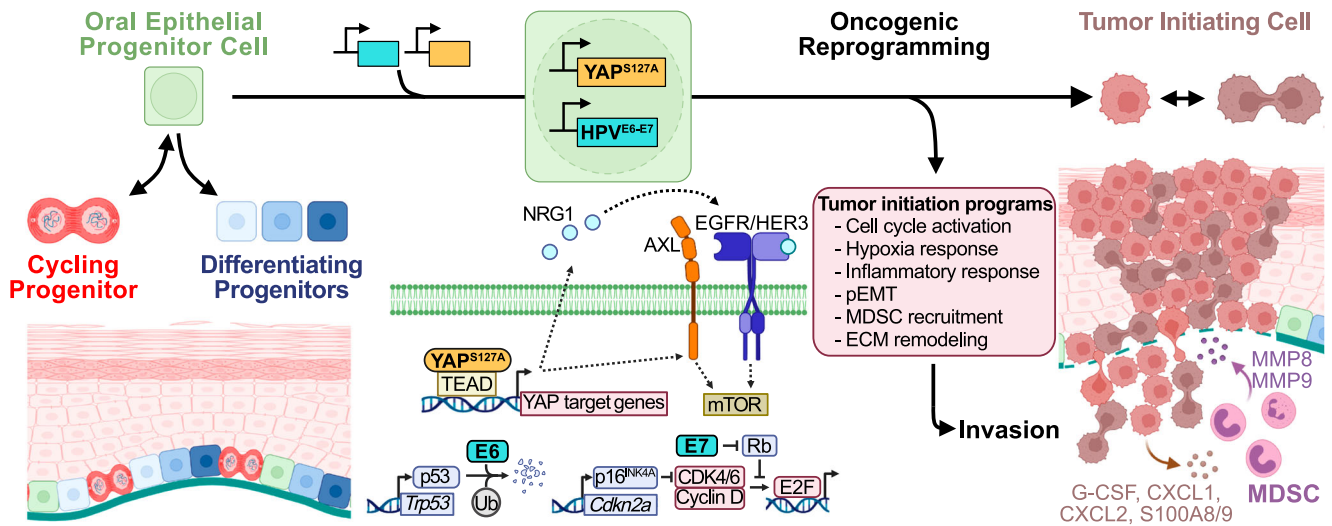 Oral Epithelial
Progenitor Cell
Cycling
Progenitor
Differentiating
Progenitors
YAP^S127A
HPV^E6-E7
Oncogenic
Reprogramming
Tumor Initiating Cell
NRG1
AXL
EGFR/HER3
YAP^S127A
TEAD
YAP target genes
mTOR
Tumor initiation programs
- Cell cycle activation
- Hypoxia response
- Inflammatory response
- pEMT
- MDSC recruitment
- ECM remodeling
Invasion
E6
p53
Trp53
Ub
E7
Rb
p16^INK4A
Cdkn2a
CDK4/6
Cyclin D
E2F
MMP8
MMP9
MDSC
G-CSF, CXCL1,
CXCL2, S100A8/9